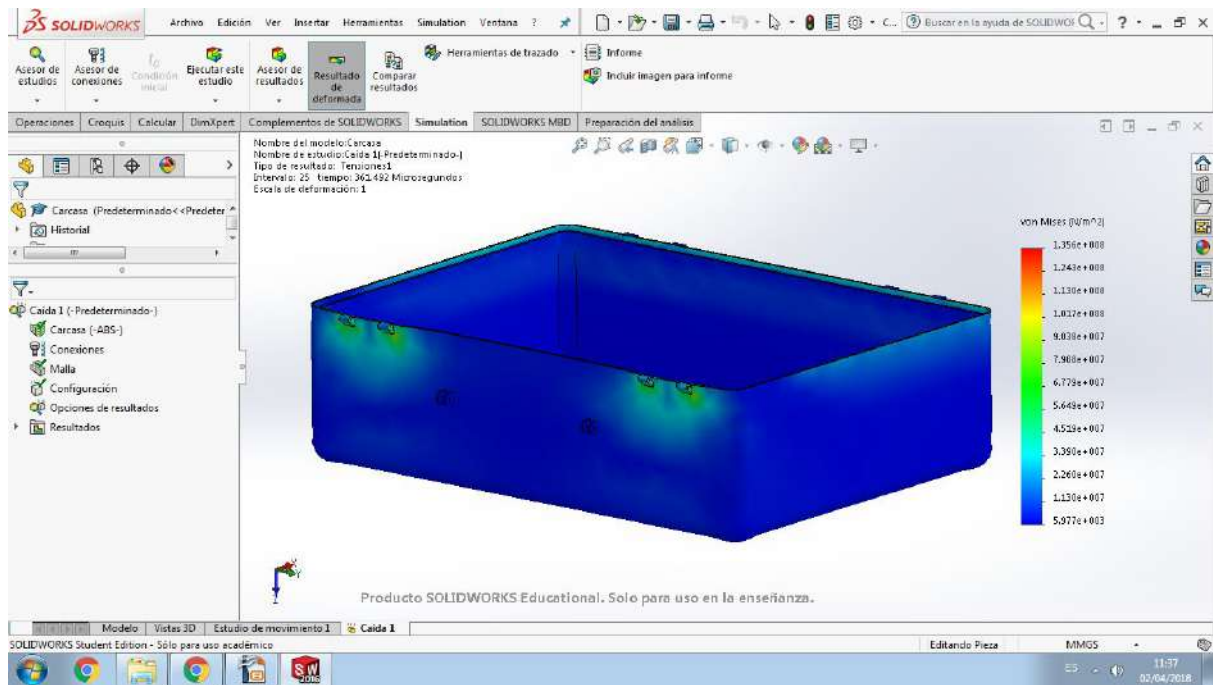 SOLIDWORKS Archivo Edición Ver Insertar Herramientas Simulation Ventana ?
Buscar en la ayuda de SOLIDWOR
Asesor de estudios
Asesor de conexiones
Condición inicial
Ejecutar este estudio
Asesor de resultados
Resultado de deformada
Comparar resultados
Herramientas de trazado
Informe
Incluir imagen para informe
Operaciones Croquis Calcular DimXpert Complementos de SOLIDWORKS Simulation SOLIDWORKS MBD Preparación del análisis
Nombre del modelo:Carcasa
Nombre de estudio:Caída 1(-Predeterminado-)
Tipo de resultado: Tensiones1
Intervalo: 25 tiempo: 361.492 Microsegundos
Escala de deformación: 1
Carcasa (Predeterminado<<Predeter
Historial
Caída 1 (-Predeterminado-)
Carcasa (-ABS-)
Conexiones
Malla
Configuración
Opciones de resultados
Resultados
von Mises (N/m^2)
1.356e+008
1.243e+008
1.130e+008
1.017e+008
9.039e+007
7.908e+007
6.779e+007
5.649e+007
4.519e+007
3.390e+007
2.260e+007
1.130e+007
5.977e+003
Producto SOLIDWORKS Educational. Solo para uso en la enseñanza.
Modelo Vistas 3D Estudio de movimiento 1 Caída 1
SOLIDWORKS Student Edition - Sólo para uso académico
Editando Pieza MMGS
ES 11:37
02/04/2018